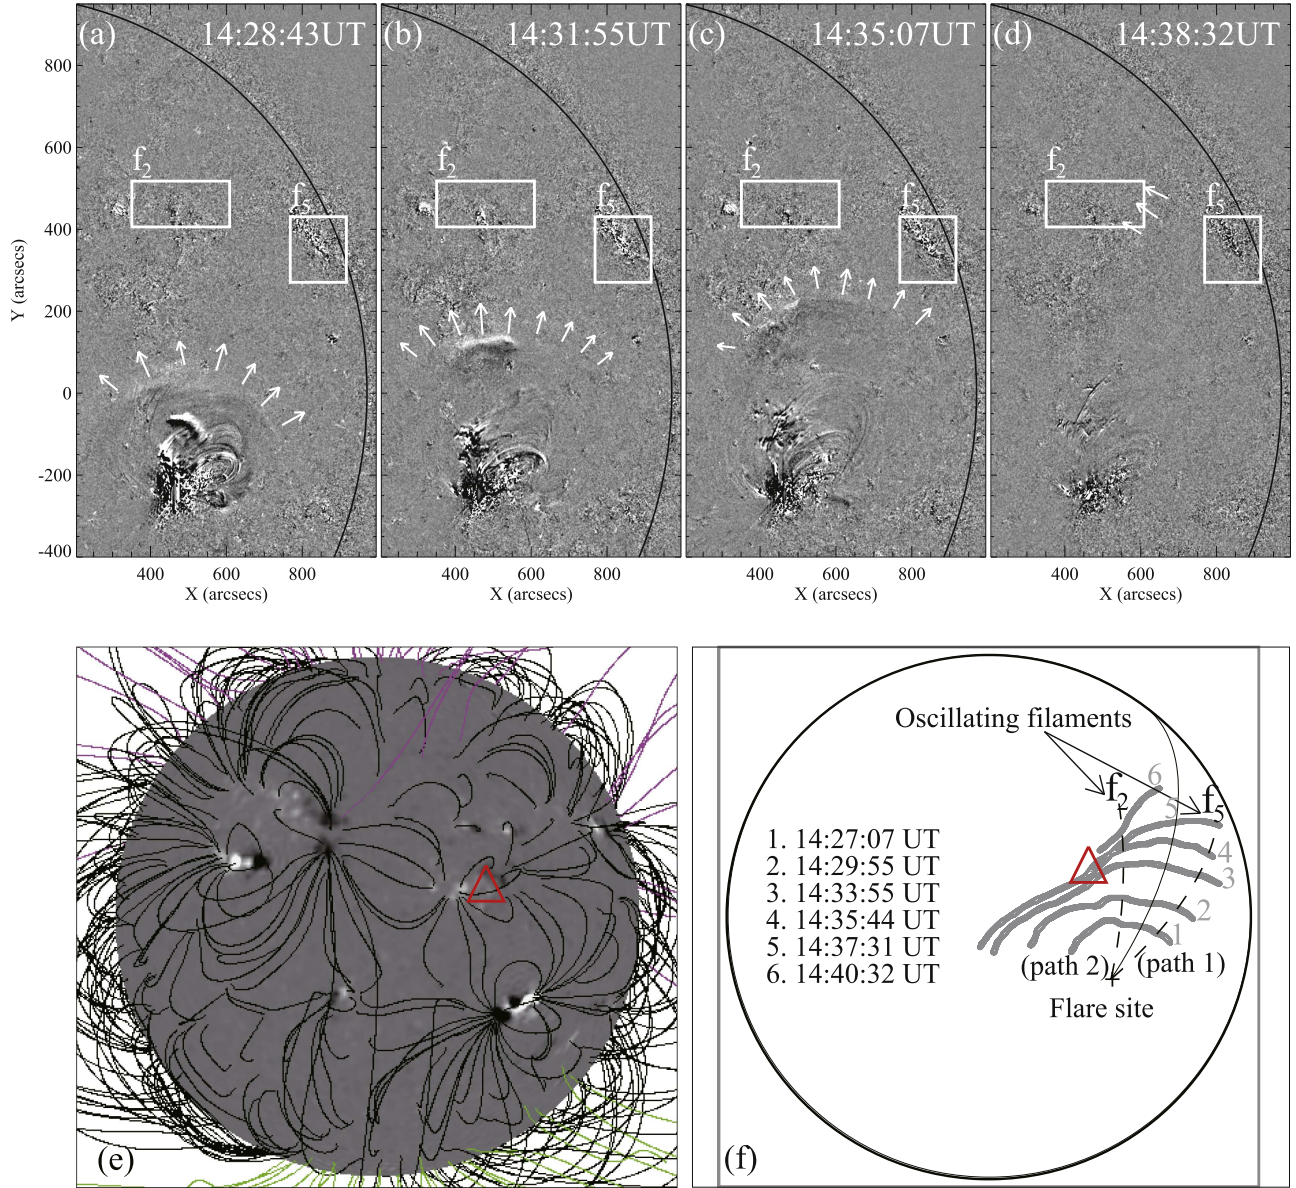 (a) 14:28:43UT
(b) 14:31:55UT
(c) 14:35:07UT
(d) 14:38:32UT
Y (arcsecs)
800
600
400
200
0
-200
-400
f2
f5
f2
f5
f2
f5
f2
f5
400 600 800
400 600 800
400 600 800
400 600 800
X (arcsecs)
X (arcsecs)
X (arcsecs)
X (arcsecs)
(e)
Oscillating filaments
f2
f5
6
5
4
3
2
1
1. 14:27:07 UT
2. 14:29:55 UT
3. 14:33:55 UT
4. 14:35:44 UT
5. 14:37:31 UT
6. 14:40:32 UT
(path 2)
(path 1)
Flare site
(f)